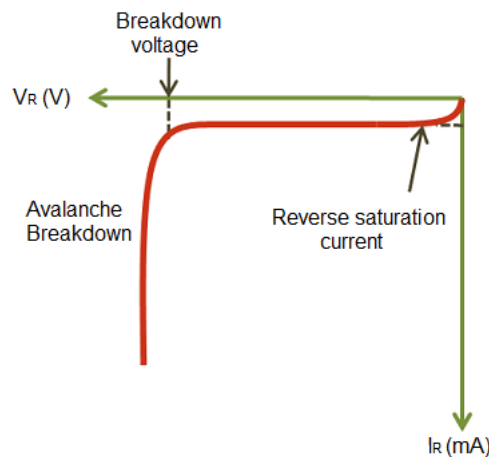 Breakdown
voltage
VR (V)
Avalanche
Breakdown
Reverse saturation
current
IR (mA)